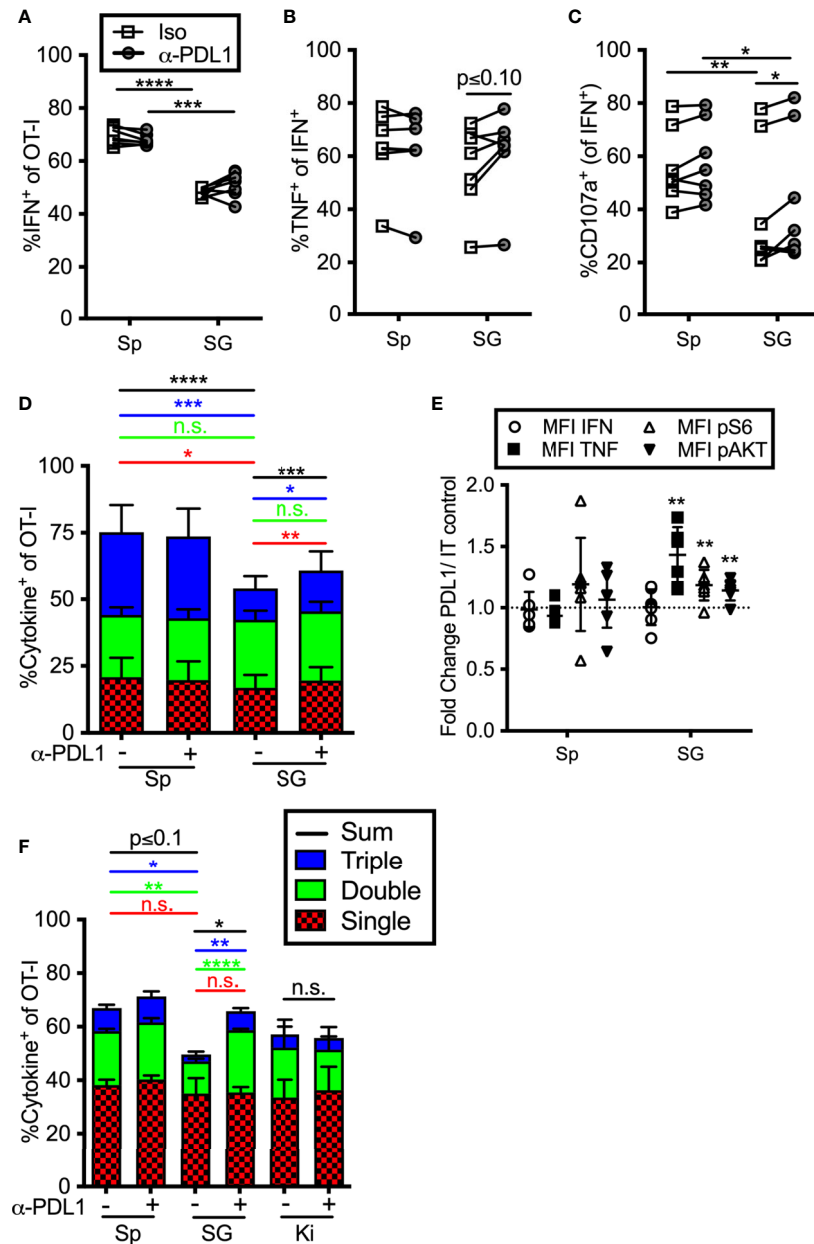 A
Iso
α-PDL1
****
***
%IFN⁺ of OT-I
100
80
60
40
20
0
Sp
SG
B
p≤0.10
%TNF⁺ of IFN⁺
100
80
60
40
20
0
Sp
SG
C
*
**
*
%CD107a⁺ (of IFN⁺)
100
80
60
40
20
0
Sp
SG
D
****
***
n.s.
*
***
*
n.s.
**
%Cytokine⁺ of OT-I
100
75
50
25
0
α-PDL1
- + - +
Sp
SG
E
MFI IFN
MFI pS6
MFI TNF
MFI pAKT
**
**
**
Fold Change PDL1/ IT control
2.0
1.5
1.0
0.5
0.0
Sp
SG
F
Sum
Triple
Double
Single
p≤0.1
*
**
n.s.
*
**
****
n.s.
n.s.
%Cytokine⁺ of OT-I
100
80
60
40
20
0
α-PDL1
- + - + - +
Sp
SG
Ki